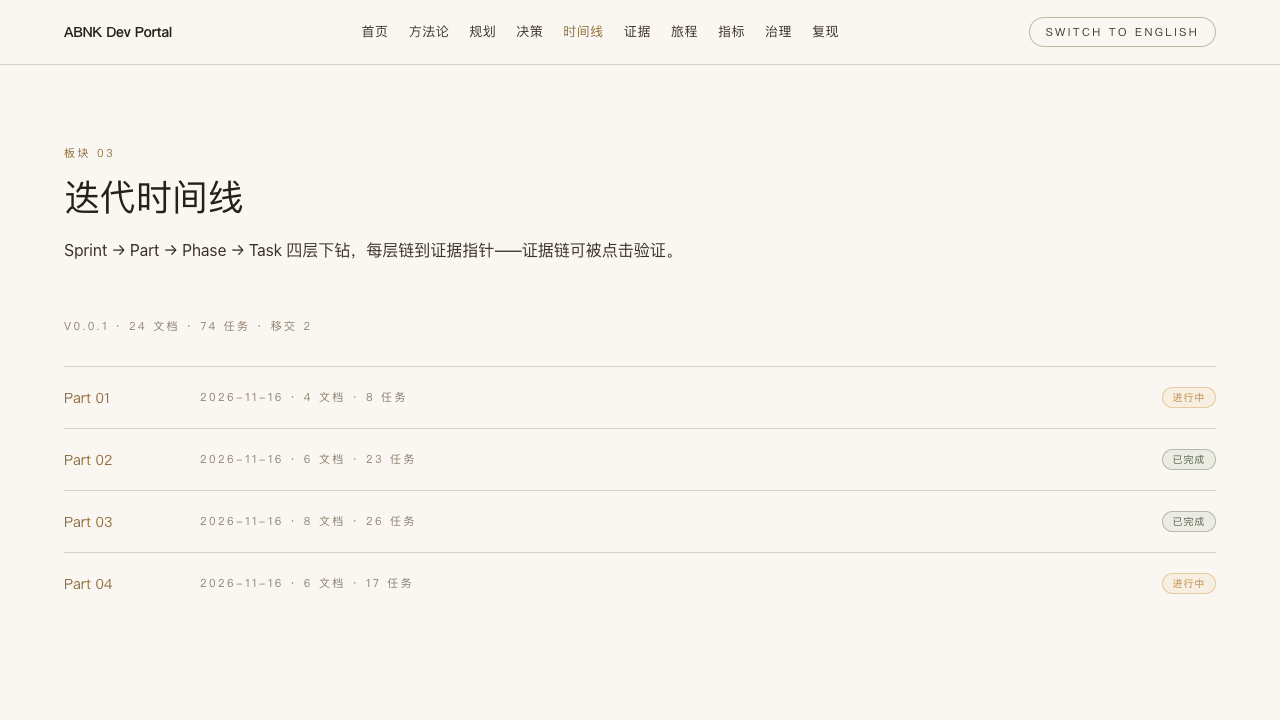 ABNK Dev Portal
首页 方法论 规划 决策 时间线 证据 旅程 指标 治理 复现
SWITCH TO ENGLISH
板块 03
迭代时间线
Sprint → Part → Phase → Task 四层下钻，每层链到证据指针——证据链可被点击验证。
V0.0.1 · 24 文档 · 74 任务 · 移交 2
Part 01 2026-11-16 · 4 文档 · 8 任务 进行中
Part 02 2026-11-16 · 6 文档 · 23 任务 已完成
Part 03 2026-11-16 · 8 文档 · 26 任务 已完成
Part 04 2026-11-16 · 6 文档 · 17 任务 进行中